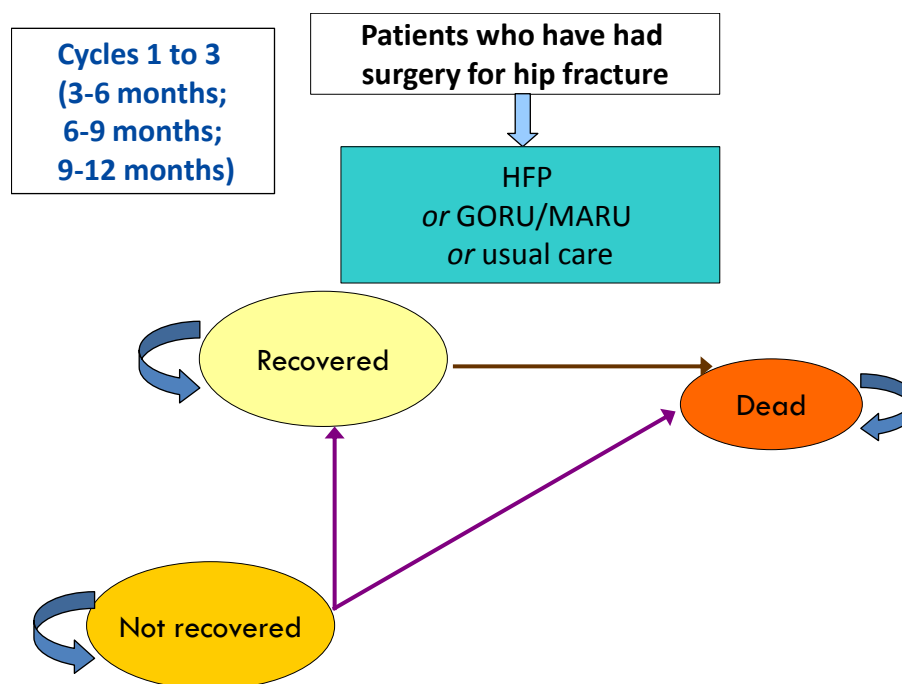 Cycles 1 to 3
(3-6 months;
6-9 months;
9-12 months)
Patients who have had
surgery for hip fracture
HFP
or GORU/MARU
or usual care
Recovered
Dead
Not recovered